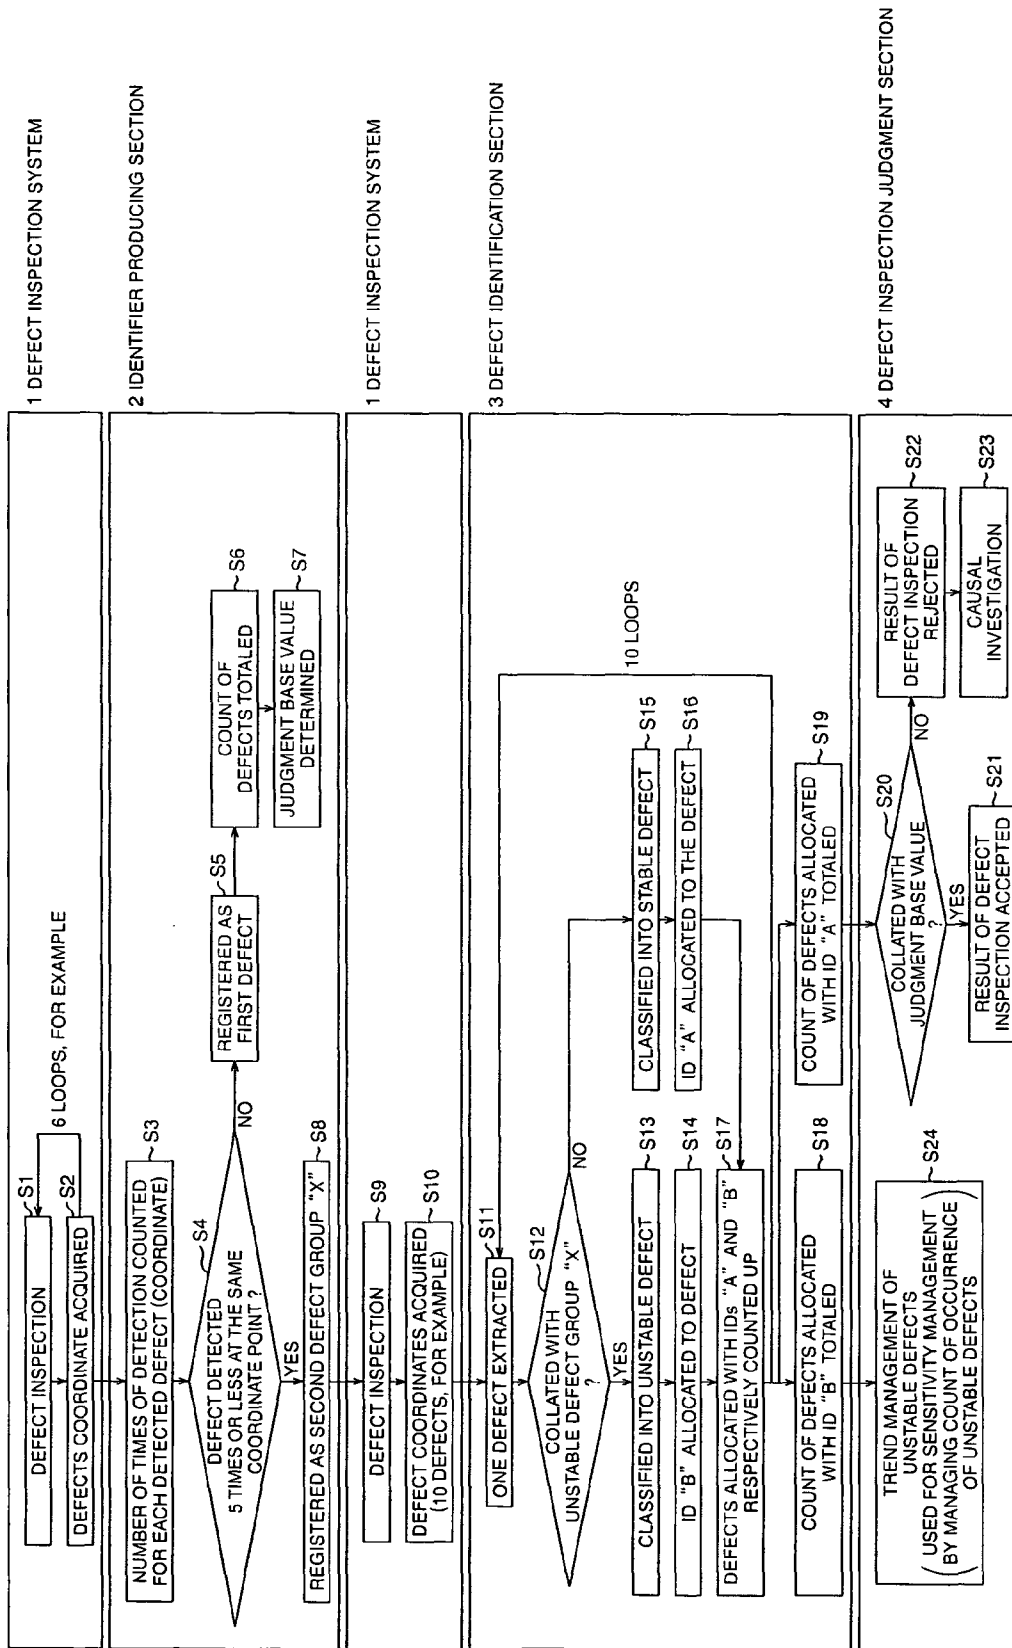 1 DEFECT INSPECTION SYSTEM
DEFECT INSPECTION
S1
6 LOOPS, FOR EXAMPLE
DEFECTS COORDINATE ACQUIRED
S2
2 IDENTIFIER PRODUCING SECTION
NUMBER OF TIMES OF DETECTION COUNTED
FOR EACH DETECTED DEFECT (COORDINATE)
S3
S4
DEFECT DETECTED
5 TIMES OR LESS AT THE SAME
COORDINATE POINT ?
NO
YES
REGISTERED AS
FIRST DEFECT
S5
COUNT OF
DEFECTS TOTALED
S6
JUDGMENT BASE VALUE
DETERMINED
S7
REGISTERED AS SECOND DEFECT GROUP "X"
S8
1 DEFECT INSPECTION SYSTEM
DEFECT INSPECTION
S9
DEFECT COORDINATES ACQUIRED
(10 DEFECTS, FOR EXAMPLE)
S10
3 DEFECT IDENTIFICATION SECTION
ONE DEFECT EXTRACTED
S11
10 LOOPS
S12
COLLATED WITH
UNSTABLE DEFECT GROUP "X"
?
NO
YES
CLASSIFIED INTO UNSTABLE DEFECT
S13
CLASSIFIED INTO STABLE DEFECT
S15
ID "B" ALLOCATED TO DEFECT
S14
ID "A" ALLOCATED TO THE DEFECT
S16
DEFECTS ALLOCATED WITH IDs "A" AND "B"
RESPECTIVELY COUNTED UP
S17
COUNT OF DEFECTS ALLOCATED
WITH ID "B" TOTALED
S18
COUNT OF DEFECTS ALLOCATED
WITH ID "A" TOTALED
S19
4 DEFECT INSPECTION JUDGMENT SECTION
TREND MANAGEMENT OF
UNSTABLE DEFECTS
(USED FOR SENSITIVITY MANAGEMENT
BY MANAGING COUNT OF OCCURRENCE
OF UNSTABLE DEFECTS)
S24
S20
COLLATED WITH
JUDGMENT BASE VALUE
?
NO
YES
RESULT OF DEFECT
INSPECTION ACCEPTED
S21
RESULT OF
DEFECT INSPECTION
REJECTED
S22
CAUSAL
INVESTIGATION
S23